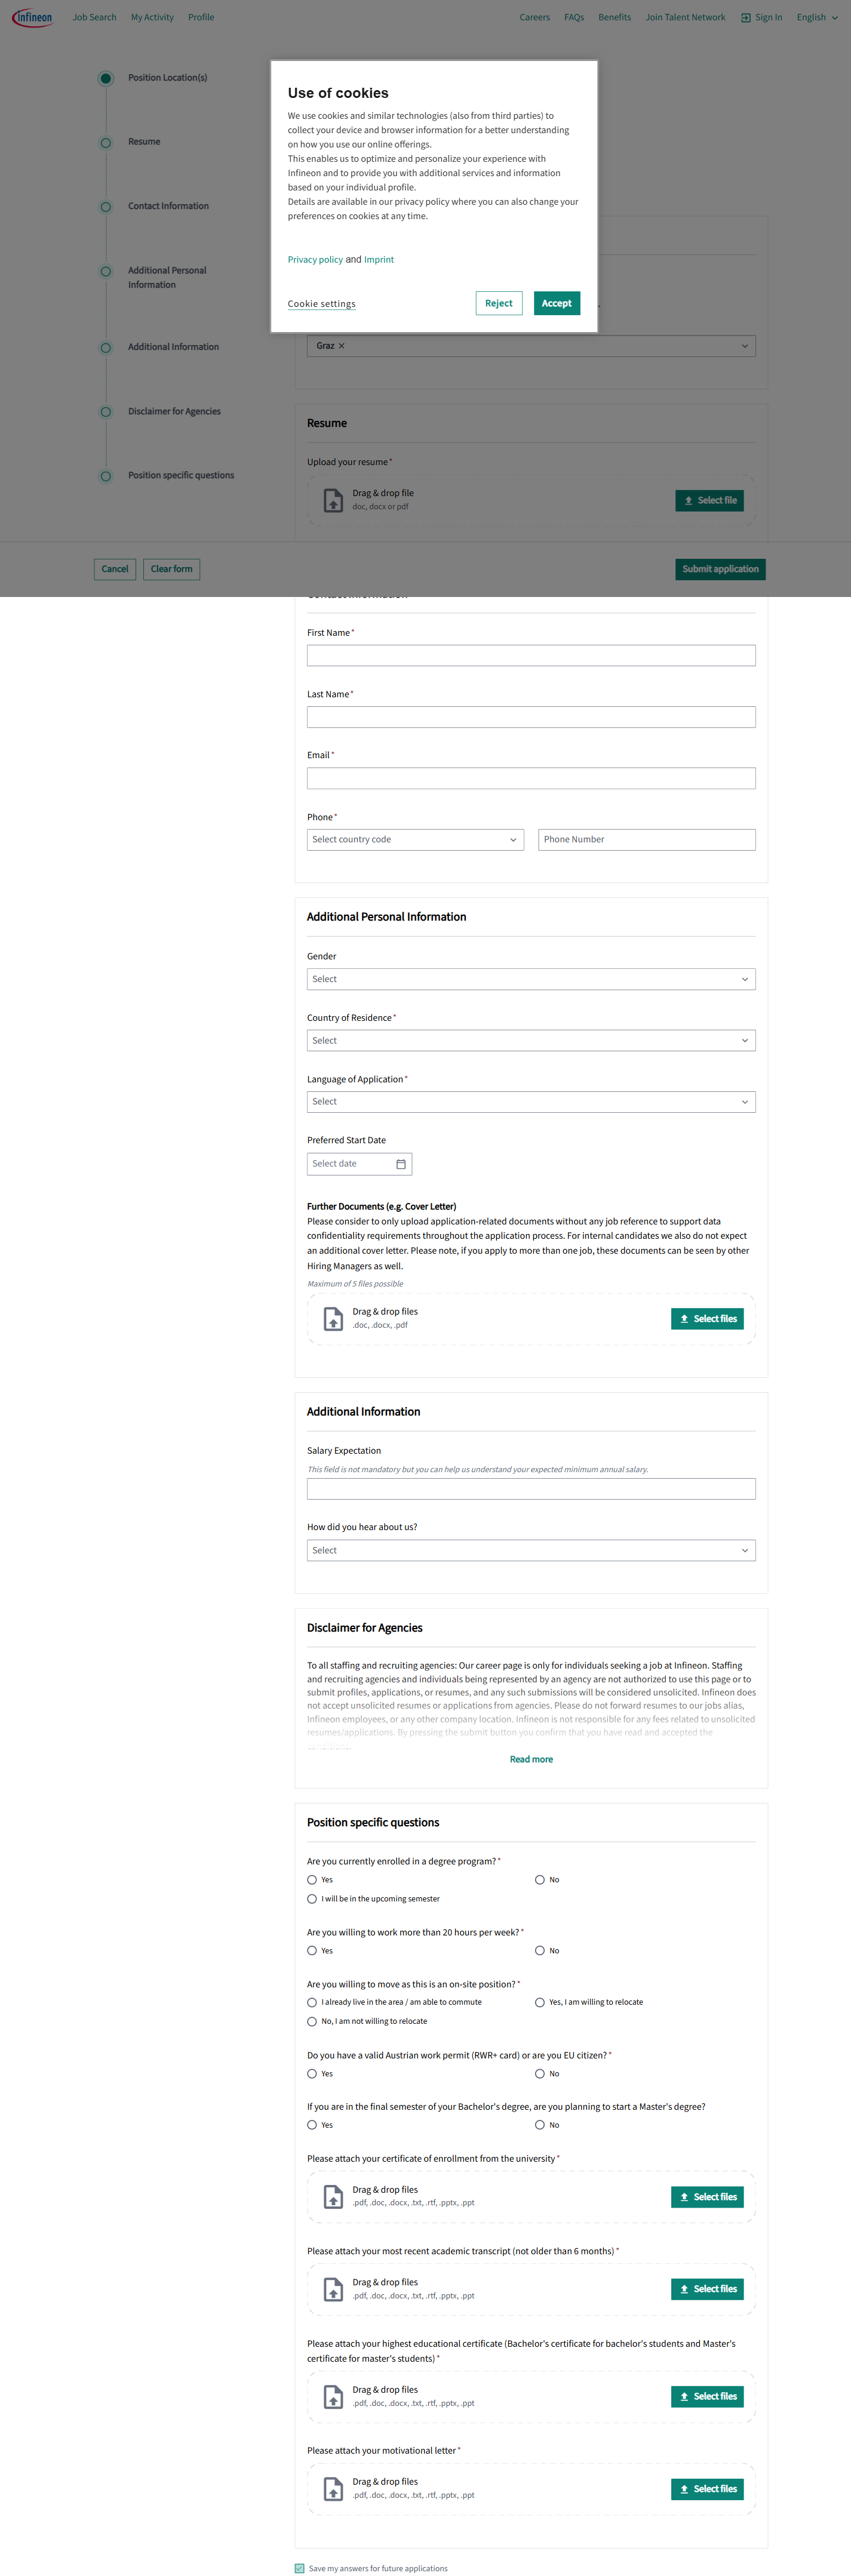 infineon
Job Search
My Activity
Profile
Careers
FAQs
Benefits
Join Talent Network
Sign In
English
Position Location(s)
Resume
Contact Information
Additional Personal
Information
Additional Information
Disclaimer for Agencies
Position specific questions
Use of cookies
We use cookies and similar technologies (also from third parties) to
collect your device and browser information for a better understanding
on how you use our online offerings.
This enables us to optimize and personalize your experience with
Infineon and to provide you with additional services and information
based on your individual profile.
Details are available in our privacy policy where you can also change your
preferences on cookies at any time.
Privacy policy and Imprint
Cookie settings
Reject
Accept
Graz
Resume
Upload your resume*
Drag & drop file
doc, docx or pdf
Select file
Cancel
Clear form
Submit application
First Name*
Last Name*
Email*
Phone*
Select country code
Phone Number
Additional Personal Information
Gender
Select
Country of Residence*
Select
Language of Application*
Select
Preferred Start Date
Select date
Further Documents (e.g. Cover Letter)
Please consider to only upload application-related documents without any job reference to support data
confidentiality requirements throughout the application process. For internal candidates we also do not expect
an additional cover letter. Please note, if you apply to more than one job, these documents can be seen by other
Hiring Managers as well.
Maximum of 5 files possible
Drag & drop files
.doc, .docx, .pdf
Select files
Additional Information
Salary Expectation
This field is not mandatory but you can help us understand your expected minimum annual salary.
How did you hear about us?
Select
Disclaimer for Agencies
To all staffing and recruiting agencies: Our career page is only for individuals seeking a job at Infineon. Staffing
and recruiting agencies and individuals being represented by an agency are not authorized to use this page or to
submit profiles, applications, or resumes, and any such submissions will be considered unsolicited. Infineon does
not accept unsolicited resumes or applications from agencies. Please do not forward resumes to our jobs alias,
Infineon employees, or any other company location. Infineon is not responsible for any fees related to unsolicited
resumes/applications. By pressing the submit button you confirm that you have read and accepted the
Read more
Position specific questions
Are you currently enrolled in a degree program?*
Yes
No
I will be in the upcoming semester
Are you willing to work more than 20 hours per week?*
Yes
No
Are you willing to move as this is an on-site position?*
I already live in the area / am able to commute
Yes, I am willing to relocate
No, I am not willing to relocate
Do you have a valid Austrian work permit (RWR+ card) or are you EU citizen?*
Yes
No
If you are in the final semester of your Bachelor's degree, are you planning to start a Master's degree?
Yes
No
Please attach your certificate of enrollment from the university*
Drag & drop files
.pdf, .doc, .docx, .txt, .rtf, .pptx, .ppt
Select files
Please attach your most recent academic transcript (not older than 6 months)*
Drag & drop files
.pdf, .doc, .docx, .txt, .rtf, .pptx, .ppt
Select files
Please attach your highest educational certificate (Bachelor's certificate for bachelor's students and Master's
certificate for master's students)*
Drag & drop files
.pdf, .doc, .docx, .txt, .rtf, .pptx, .ppt
Select files
Please attach your motivational letter*
Drag & drop files
.pdf, .doc, .docx, .txt, .rtf, .pptx, .ppt
Select files
Save my answers for future applications